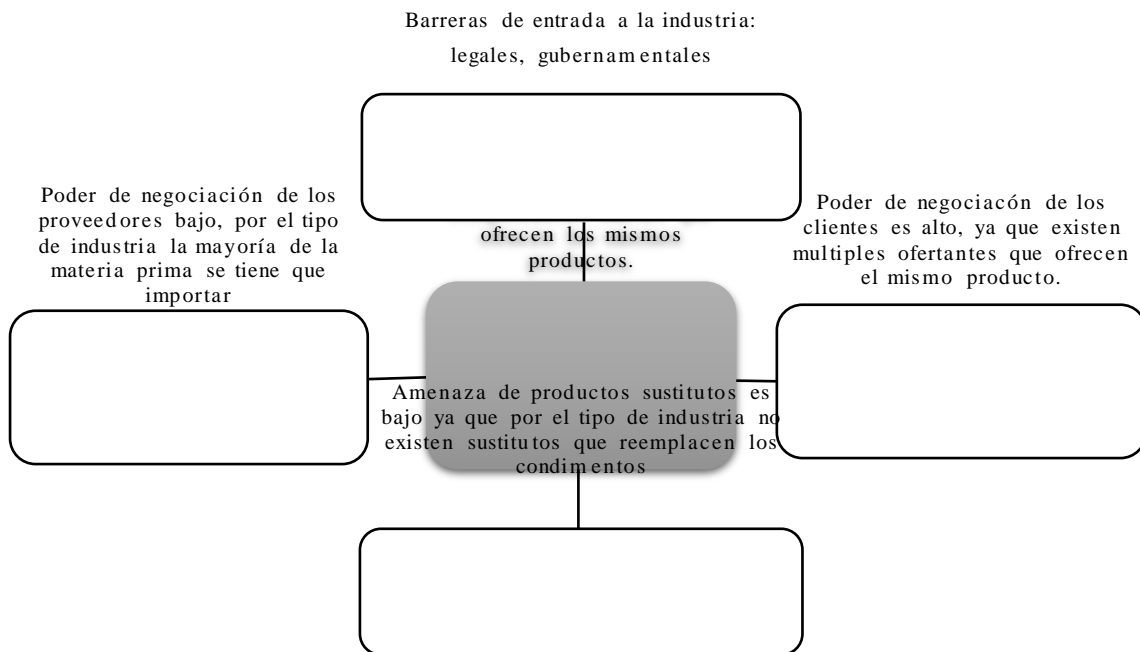 Barreras de entrada a la industria:
legales, gubernamentales
Poder de negociación de los
proveedores bajo, por el tipo
de industria la mayoría de la
materia prima se tiene que
importar
ofrecen los mismos
productos.
Poder de negociacón de los
clientes es alto, ya que existen
multiples ofertantes que ofrecen
el mismo producto.
Amenaza de productos sustitutos es
bajo ya que por el tipo de industria no
existen sustitutos que reemplacen los
condimentos